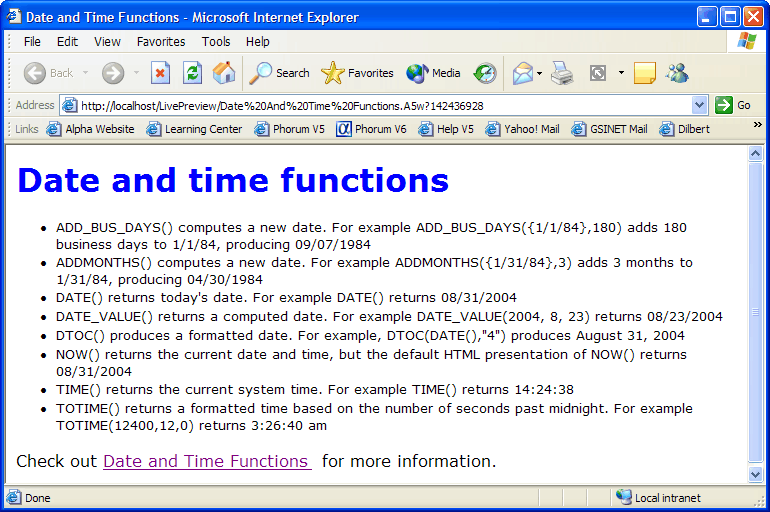 Date and Time Functions - Microsoft Internet Explorer
File Edit View Favorites Tools Help
Back Search Favorites Media
Address http://localhost/LivePreview/Date%20And%20Time%20Functions.A5w?142436928 Go
Links Alpha Website Learning Center Phorum V5 Phorum V6 Help V5 Yahoo! Mail GSINET Mail Dilbert »
Date and time functions
• ADD_BUS_DAYS() computes a new date. For example ADD_BUS_DAYS({1/1/84},180) adds 180
business days to 1/1/84, producing 09/07/1984
• ADDMONTHS() computes a new date. For example ADDMONTHS({1/31/84},3) adds 3 months to
1/31/84, producing 04/30/1984
• DATE() returns today's date. For example DATE() returns 08/31/2004
• DATE_VALUE() returns a computed date. For example DATE_VALUE(2004, 8, 23) returns 08/23/2004
• DTOC() produces a formatted date. For example, DTOC(DATE(),"4") produces August 31, 2004
• NOW() returns the current date and time, but the default HTML presentation of NOW() returns
08/31/2004
• TIME() returns the current system time. For example TIME() returns 14:24:38
• TOTIME() returns a formatted time based on the number of seconds past midnight. For example
TOTIME(12400,12,0) returns 3:26:40 am
Check out Date and Time Functions for more information.
Done Local intranet